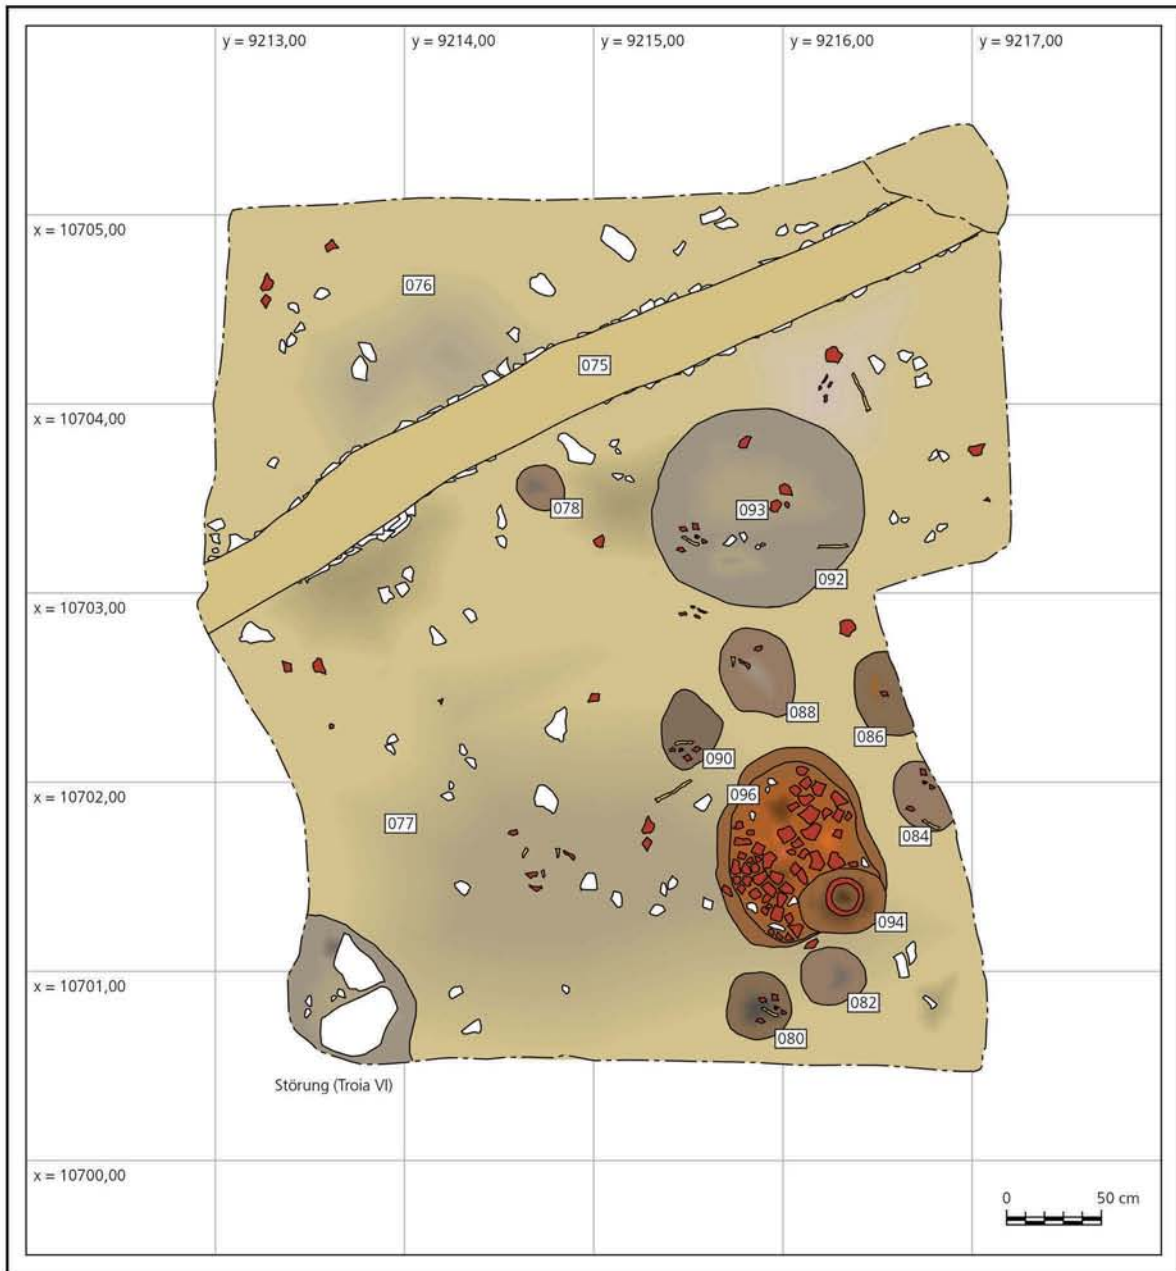 y = 9213,00
y = 9214,00
y = 9215,00
y = 9216,00
y = 9217,00
x = 10705,00
076
075
x = 10704,00
078
093
092
x = 10703,00
088
086
090
x = 10702,00
096
077
084
094
x = 10701,00
082
080
Störung (Troia VI)
x = 10700,00
0 50 cm